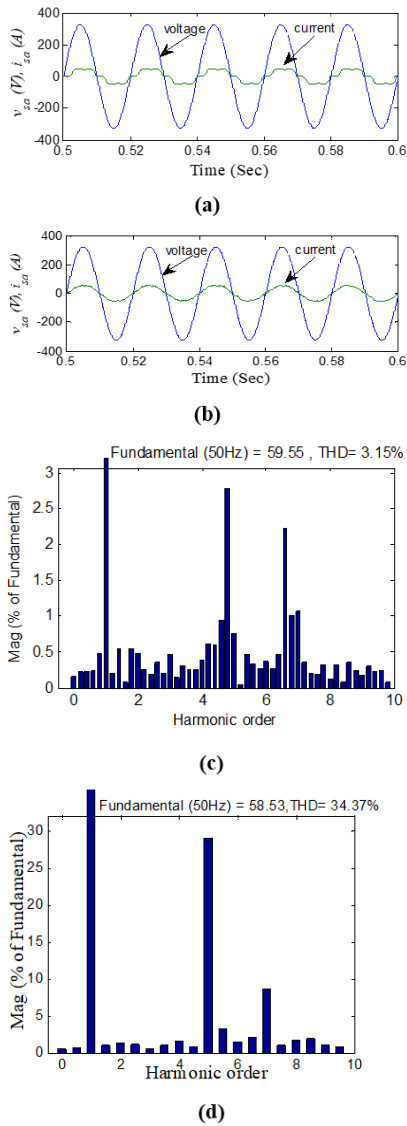 400
200
0
-200
-400
v_sa (V), i_sa (A)
voltage
current
0.5 0.52 0.54 0.56 0.58 0.6
Time (Sec)
(a)
400
200
0
-200
-400
v_sa (V), i_sa (A)
voltage
current
0.5 0.52 0.54 0.56 0.58 0.6
Time (Sec)
(b)
Fundamental (50Hz) = 59.55 , THD= 3.15%
3
2.5
2
1.5
1
0.5
0
Mag (% of Fundamental)
0 2 4 6 8 10
Harmonic order
(c)
Fundamental (50Hz) = 58.53,THD= 34.37%
30
25
20
15
10
5
0
Mag (% of Fundamental)
0 2 4 6 8 10
Harmonic order
(d)